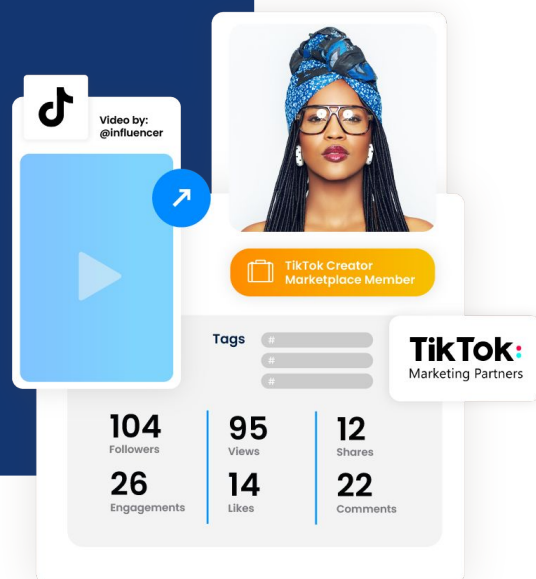 Video by:
@influencer
TikTok Creator
Marketplace Member
Tags
#
#
#
TikTok:
Marketing Partners
104
Followers
95
Views
12
Shares
26
Engagements
14
Likes
22
Comments